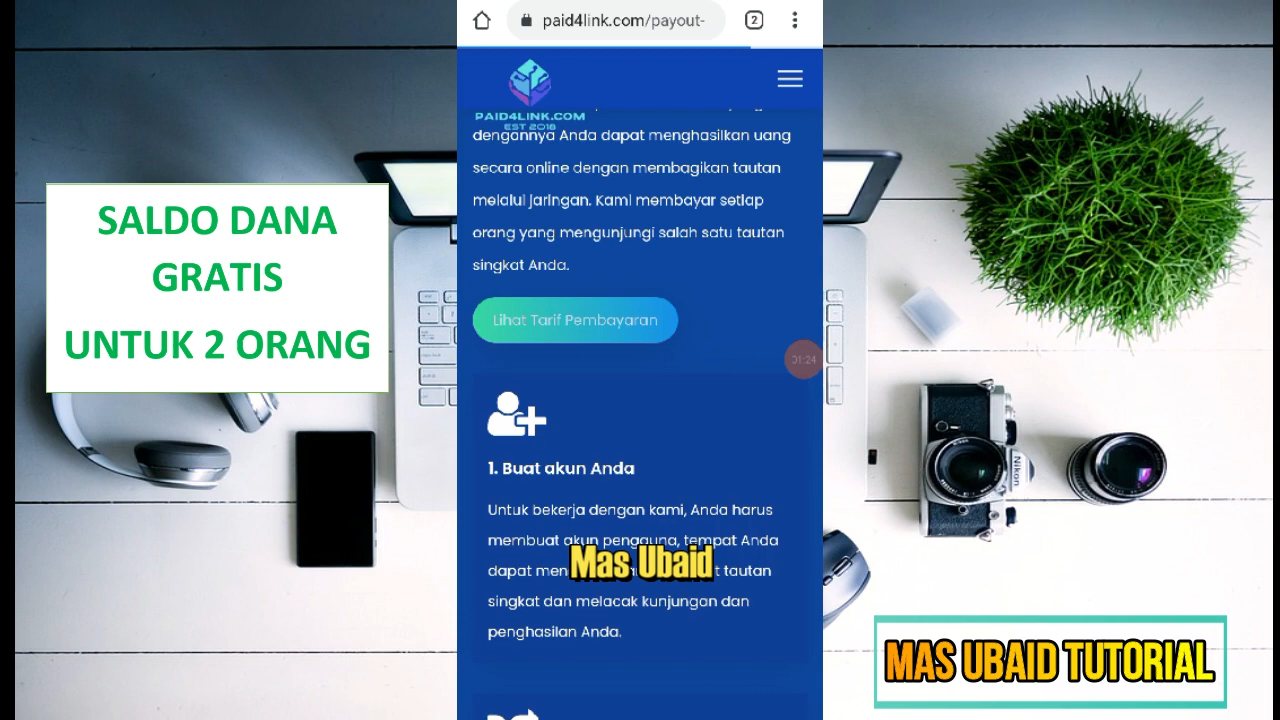 paid4link.com/payout-
2
PAID4LINK.COM
EST 2018
dengannya Anda dapat menghasilkan uang
secara online dengan membagikan tautan
melalui jaringan. Kami membayar setiap
orang yang mengunjungi salah satu tautan
singkat Anda.
Lihat Tarif Pembayaran
01:24
1. Buat akun Anda
Untuk bekerja dengan kami, Anda harus
membuat akun pengguna, tempat Anda
dapat tautan
singkat dan melacak kunjungan dan
penghasilan Anda.
Mas Ubaid
SALDO DANA
GRATIS
UNTUK 2 ORANG
Nikon
MAS UBAID TUTORIAL